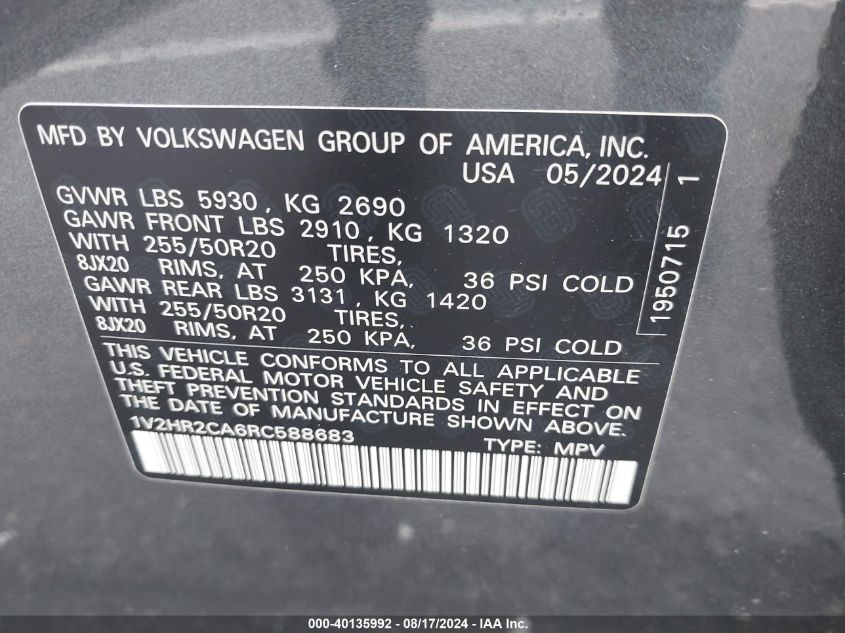 MFD BY VOLKSWAGEN GROUP OF AMERICA, INC.
USA 05/2024
GVWR LBS 5930, KG 2690
GAWR FRONT LBS 2910, KG 1320
WITH 255/50R20 TIRES,
8JX20 RIMS, AT 250 KPA, 36 PSI COLD
GAWR REAR LBS 3131, KG 1420
WITH 255/50R20 TIRES,
8JX20 RIMS, AT 250 KPA, 36 PSI COLD
THIS VEHICLE CONFORMS TO ALL APPLICABLE
U.S. FEDERAL MOTOR VEHICLE SAFETY AND
THEFT PREVENTION STANDARDS IN EFFECT ON
THE DATE OF MANUFACTURE SHOWN ABOVE.
1V2HR2CA6RC588683 TYPE: MPV
1950715 1
000-40135992 - 08/17/2024 - IAA Inc.